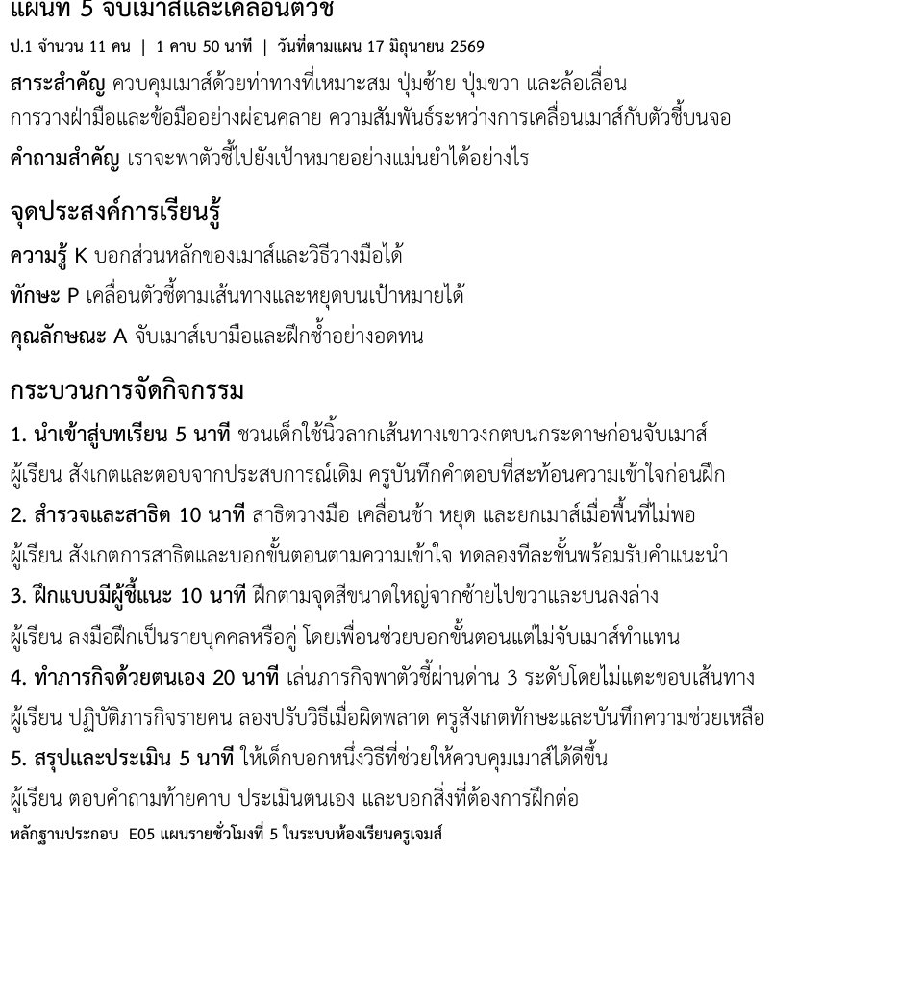 แผนที่ 5 จับเมาส์และเคลื่อนตัวชี้
ป.1 จำนวน 11 คน | 1 คาบ 50 นาที | วันที่ตามแผน 17 มิถุนายน 2569
สาระสำคัญ ควบคุมเมาส์ด้วยท่าทางที่เหมาะสม ปุ่มซ้าย ปุ่มขวา และล้อเลื่อน
การวางฝ่ามือและข้อมืออย่างผ่อนคลาย ความสัมพันธ์ระหว่างการเคลื่อนเมาส์กับตัวชี้บนจอ
คำถามสำคัญ เราจะพาตัวชี้ไปยังเป้าหมายอย่างแม่นยำได้อย่างไร
จุดประสงค์การเรียนรู้
ความรู้ K บอกส่วนหลักของเมาส์และวิธีวางมือได้
ทักษะ P เคลื่อนตัวชี้ตามเส้นทางและหยุดบนเป้าหมายได้
คุณลักษณะ A จับเมาส์เบามือและฝึกซ้ำอย่างอดทน
กระบวนการจัดกิจกรรม
1. นำเข้าสู่บทเรียน 5 นาที ชวนเด็กใช้นิ้วลากเส้นทางเขาวงกตบนกระดาษก่อนจับเมาส์
ผู้เรียน สังเกตและตอบจากประสบการณ์เดิม ครูบันทึกคำตอบที่สะท้อนความเข้าใจก่อนฝึก
2. สำรวจและสาธิต 10 นาที สาธิตวางมือ เคลื่อนช้า หยุด และยกเมาส์เมื่อพื้นที่ไม่พอ
ผู้เรียน สังเกตการสาธิตและบอกขั้นตอนตามความเข้าใจ ทดลองทีละขั้นพร้อมรับคำแนะนำ
3. ฝึกแบบมีผู้ชี้แนะ 10 นาที ฝึกตามจุดสีขนาดใหญ่จากซ้ายไปขวาและบนลงล่าง
ผู้เรียน ลงมือฝึกเป็นรายบุคคลหรือคู่ โดยเพื่อนช่วยบอกขั้นตอนแต่ไม่จับเมาส์ทำแทน
4. ทำภารกิจด้วยตนเอง 20 นาที เล่นภารกิจพาตัวชี้ผ่านด่าน 3 ระดับโดยไม่แตะขอบเส้นทาง
ผู้เรียน ปฏิบัติภารกิจรายคน ลองปรับวิธีเมื่อผิดพลาด ครูสังเกตทักษะและบันทึกความช่วยเหลือ
5. สรุปและประเมิน 5 นาที ให้เด็กบอกหนึ่งวิธีที่ช่วยให้ควบคุมเมาส์ได้ดีขึ้น
ผู้เรียน ตอบคำถามท้ายคาบ ประเมินตนเอง และบอกสิ่งที่ต้องการฝึกต่อ
หลักฐานประกอบ E05 แผนรายชั่วโมงที่ 5 ในระบบห้องเรียนครูเจมส์